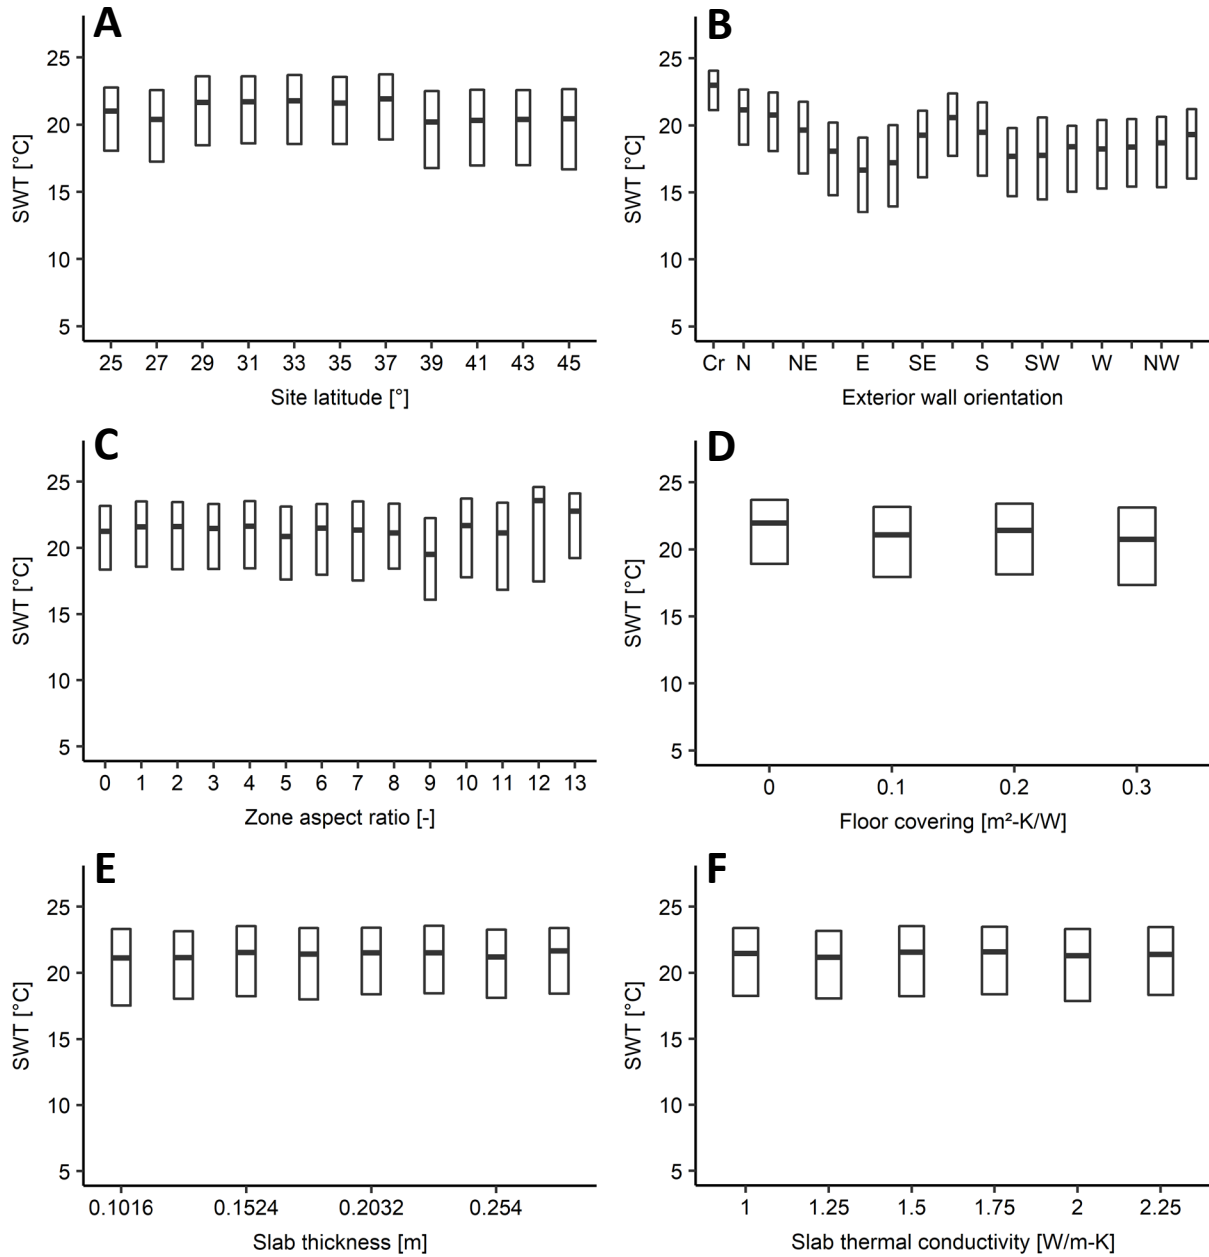 A
25
20
15
10
5
SWT [°C]
25 27 29 31 33 35 37 39 41 43 45
Site latitude [°]
B
25
20
15
10
5
SWT [°C]
Cr N NE E SE S SW W NW
Exterior wall orientation
C
25
20
15
10
5
SWT [°C]
0 1 2 3 4 5 6 7 8 9 10 11 12 13
Zone aspect ratio [-]
D
25
20
15
10
5
SWT [°C]
0 0.1 0.2 0.3
Floor covering [m²-K/W]
E
25
20
15
10
5
SWT [°C]
0.1016 0.1524 0.2032 0.254
Slab thickness [m]
F
25
20
15
10
5
SWT [°C]
1 1.25 1.5 1.75 2 2.25
Slab thermal conductivity [W/m-K]